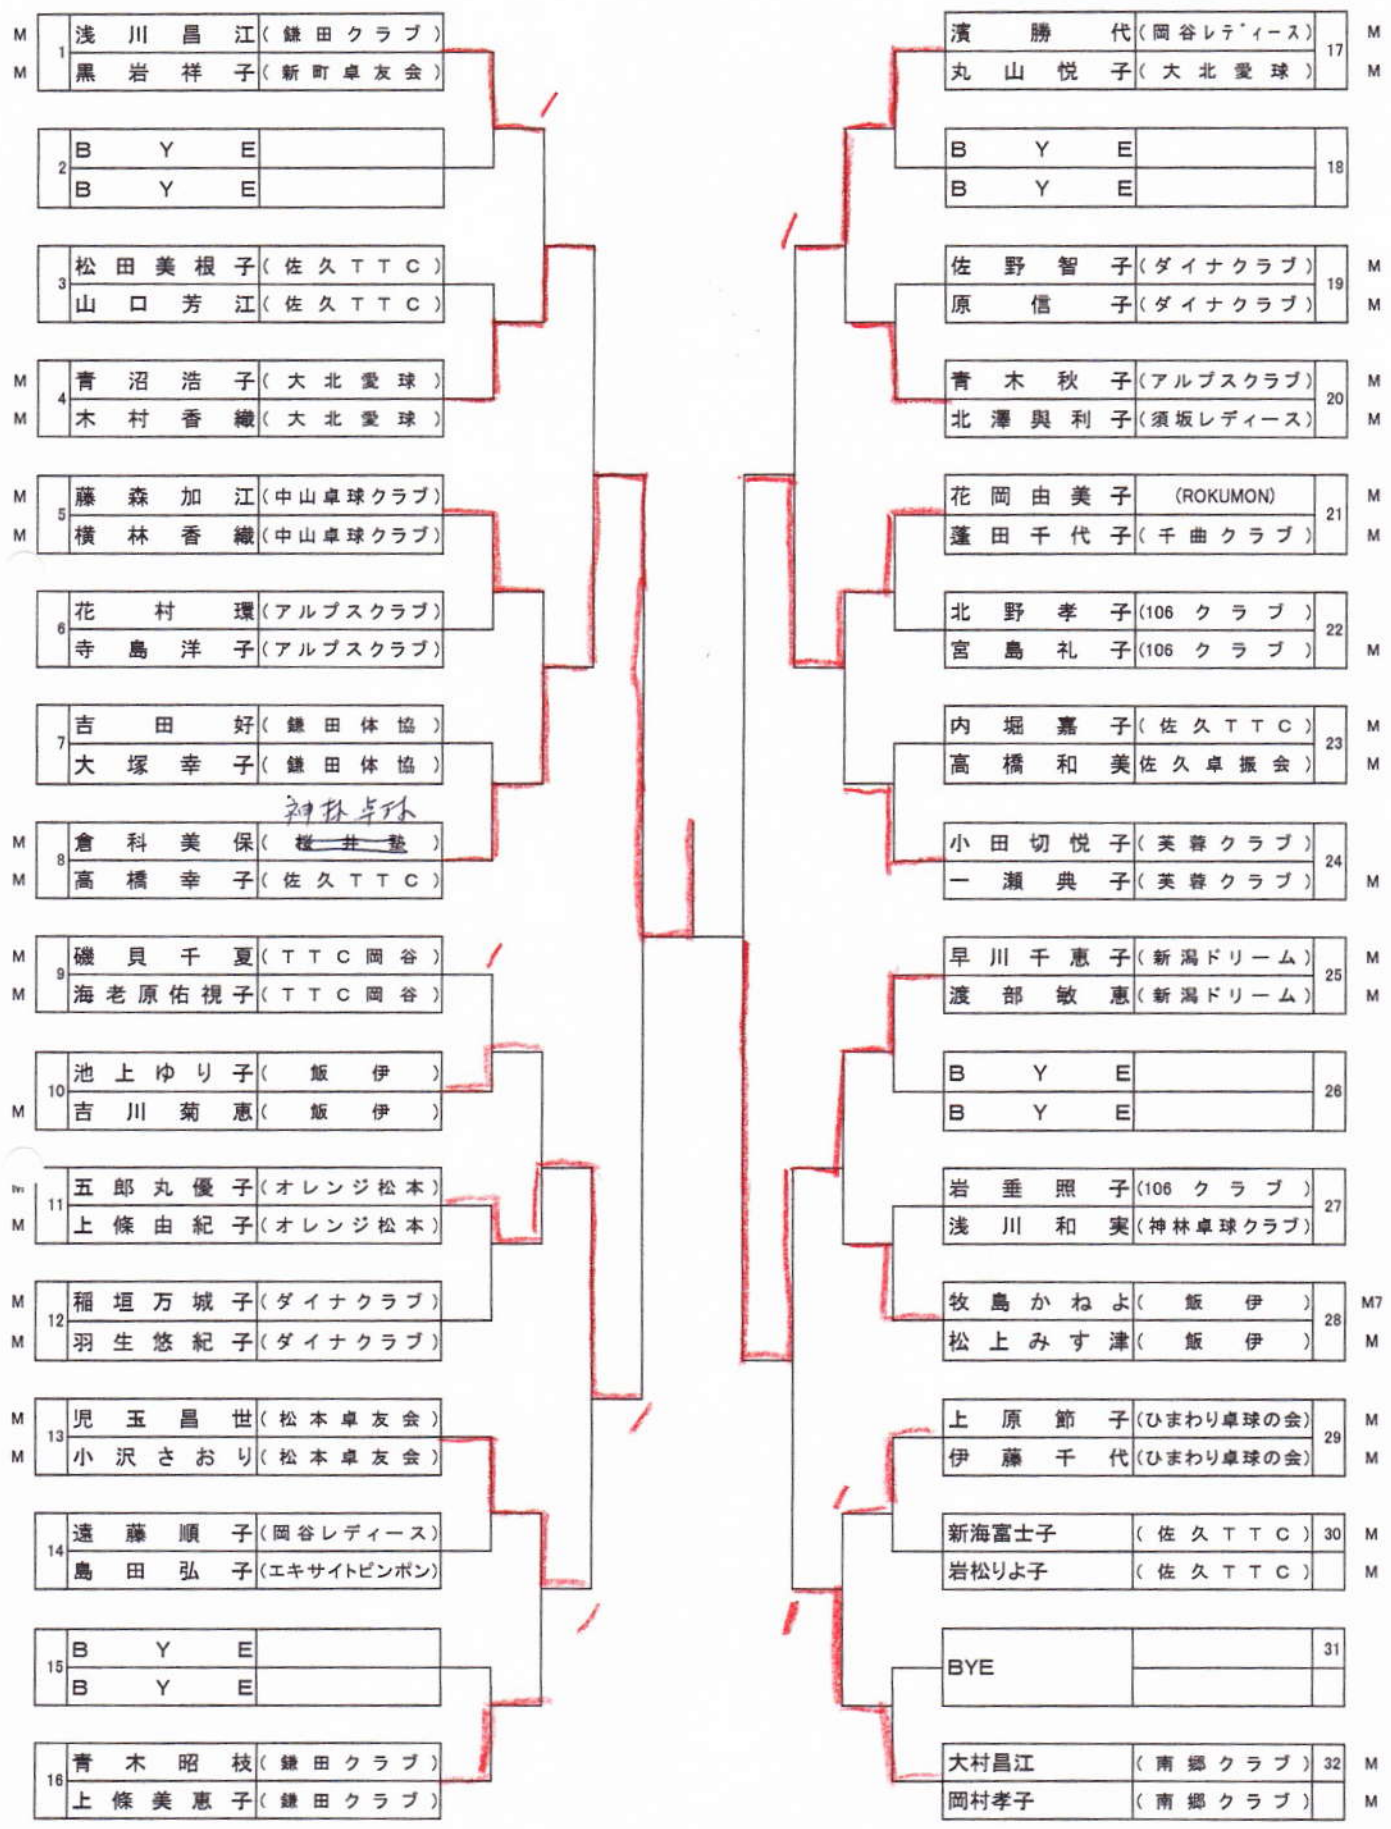 M 1 浅川昌江(鎌田クラブ)
M 黒岩祥子(新町卓友会)
2 BYE
BYE
3 松田美根子(佐久TTC)
山口芳江(佐久TTC)
M 4 青沼浩子(大北愛球)
M 木村香織(大北愛球)
M 5 藤森加江(中山卓球クラブ)
M 横林香織(中山卓球クラブ)
6 花村環(アルプスクラブ)
寺島洋子(アルプスクラブ)
7 吉田好(鎌田体協)
大塚幸子(鎌田体協)
神林卓休
M 8 倉科美保(桜井塾)
M 高橋幸子(佐久TTC)
M 9 磯貝千夏(TTC岡谷)
M 海老原佑視子(TTC岡谷)
10 池上ゆり子(飯伊)
M 吉川菊恵(飯伊)
11 五郎丸優子(オレンジ松本)
M 上條由紀子(オレンジ松本)
M 12 稲垣万城子(ダイナクラブ)
M 羽生悠紀子(ダイナクラブ)
M 13 児玉昌世(松本卓友会)
M 小沢さおり(松本卓友会)
14 遠藤順子(岡谷レディース)
島田弘子(エキサイトピンポン)
15 BYE
BYE
16 青木昭枝(鎌田クラブ)
上條美恵子(鎌田クラブ)
濱勝代(岡谷レディース) 17 M
丸山悦子(大北愛球) M
BYE 18
BYE
佐野智子(ダイナクラブ) 19 M
原信子(ダイナクラブ) M
青木秋子(アルプスクラブ) 20 M
北澤與利子(須坂レディース) M
花岡由美子 (ROKUMON) 21 M
蓬田千代子(千曲クラブ) M
北野孝子(106クラブ) 22
宮島礼子(106クラブ) M
内堀嘉子(佐久TTC) 23 M
高橋和美 佐久卓振会) M
小田切悦子(芙蓉クラブ) 24
一瀬典子(芙蓉クラブ) M
早川千恵子(新潟ドリーム) 25 M
渡部敏恵(新潟ドリーム) M
BYE 26
BYE
岩垂照子(106クラブ) 27
浅川和実(神林卓球クラブ)
牧島かねよ(飯伊) 28 M7
松上みす津(飯伊) M
上原節子(ひまわり卓球の会) 29 M
伊藤千代(ひまわり卓球の会) M
新海富士子(佐久TTC) 30 M
岩松りよ子(佐久TTC) M
BYE 31
大村昌江(南郷クラブ) 32 M
岡村孝子(南郷クラブ) M